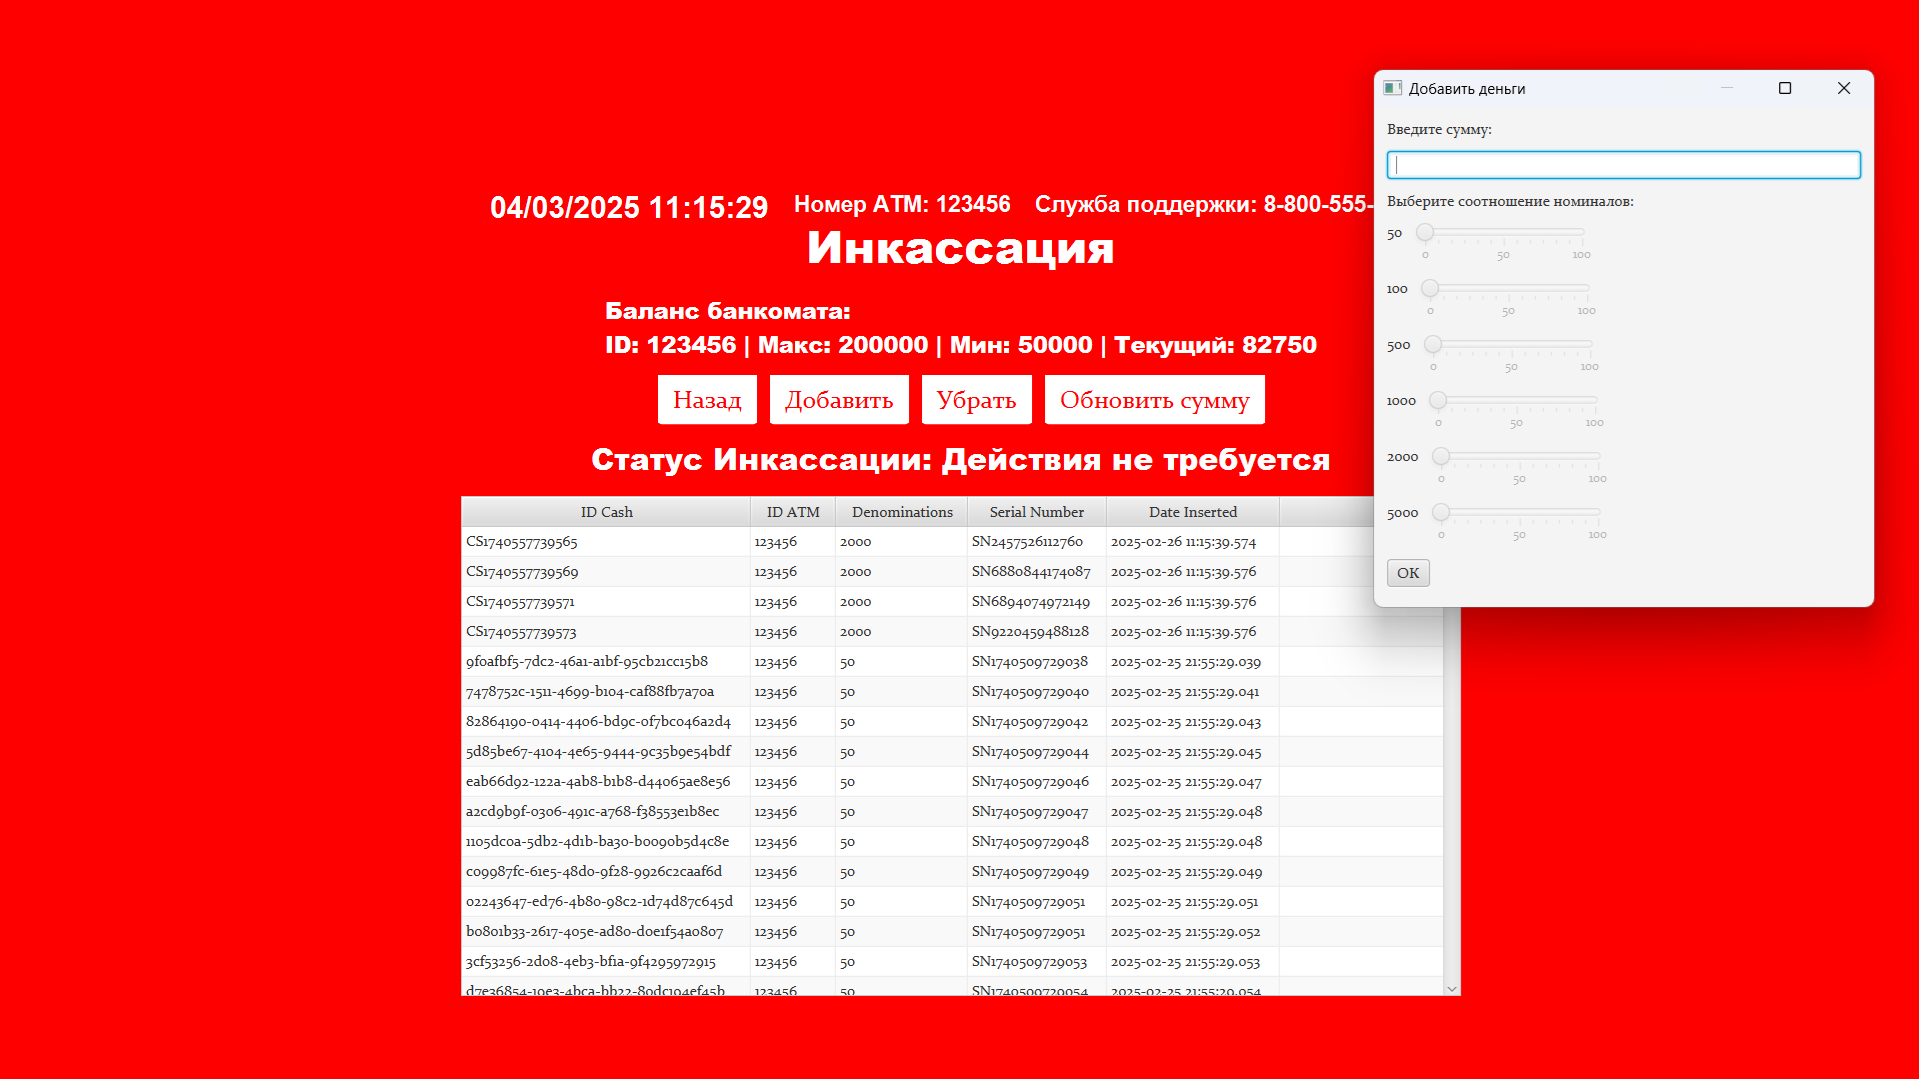 04/03/2025 11:15:29 Номер АТМ: 123456 Служба поддержки: 8-800-555-
Инкассация
Баланс банкомата:
ID: 123456 | Макс: 200000 | Мин: 50000 | Текущий: 82750
Назад Добавить Убрать Обновить сумму
Статус Инкассации: Действия не требуется
ID Cash ID ATM Denominations Serial Number Date Inserted
CS1740557739565 123456 2000 SN2457526112760 2025-02-26 11:15:39.574
CS1740557739569 123456 2000 SN6880844174087 2025-02-26 11:15:39.576
CS1740557739571 123456 2000 SN6894074972149 2025-02-26 11:15:39.576
CS1740557739573 123456 2000 SN9220459488128 2025-02-26 11:15:39.576
9f0afbf5-7dc2-46a1-a1bf-95cb21cc15b8 123456 50 SN1740509729038 2025-02-25 21:55:29.039
7478752c-1511-4699-b104-caf88fb7a70a 123456 50 SN1740509729040 2025-02-25 21:55:29.041
82864190-0414-4406-bd9c-0f7bc046a2d4 123456 50 SN1740509729042 2025-02-25 21:55:29.043
5d85be67-4104-4e65-9444-9c35b9e54bdf 123456 50 SN1740509729044 2025-02-25 21:55:29.045
eab66d92-122a-4ab8-b1b8-d44065ae8e56 123456 50 SN1740509729046 2025-02-25 21:55:29.047
a2cd9b9f-0306-491c-a768-f38553e1b8ec 123456 50 SN1740509729047 2025-02-25 21:55:29.048
1105dc0a-5db2-4d1b-ba30-b0090b5d4c8e 123456 50 SN1740509729048 2025-02-25 21:55:29.048
c09987fc-61e5-48d0-9f28-9926c2caaf6d 123456 50 SN1740509729049 2025-02-25 21:55:29.049
02243647-ed76-4b80-98c2-1d74d87c645d 123456 50 SN1740509729051 2025-02-25 21:55:29.051
b0801b33-2617-405e-ad80-d0e1f54a0807 123456 50 SN1740509729051 2025-02-25 21:55:29.052
3cf53256-2d08-4eb3-bf1a-9f4295972915 123456 50 SN1740509729053 2025-02-25 21:55:29.053
d7e36854-10e3-4bca-bb22-80dc104ef45b 123456 50 SN1740509729054 2025-02-25 21:55:29.054
Добавить деньги
Введите сумму:
Выберите соотношение номиналов:
50
0 50 100
100
0 50 100
500
0 50 100
1000
0 50 100
2000
0 50 100
5000
0 50 100
OK